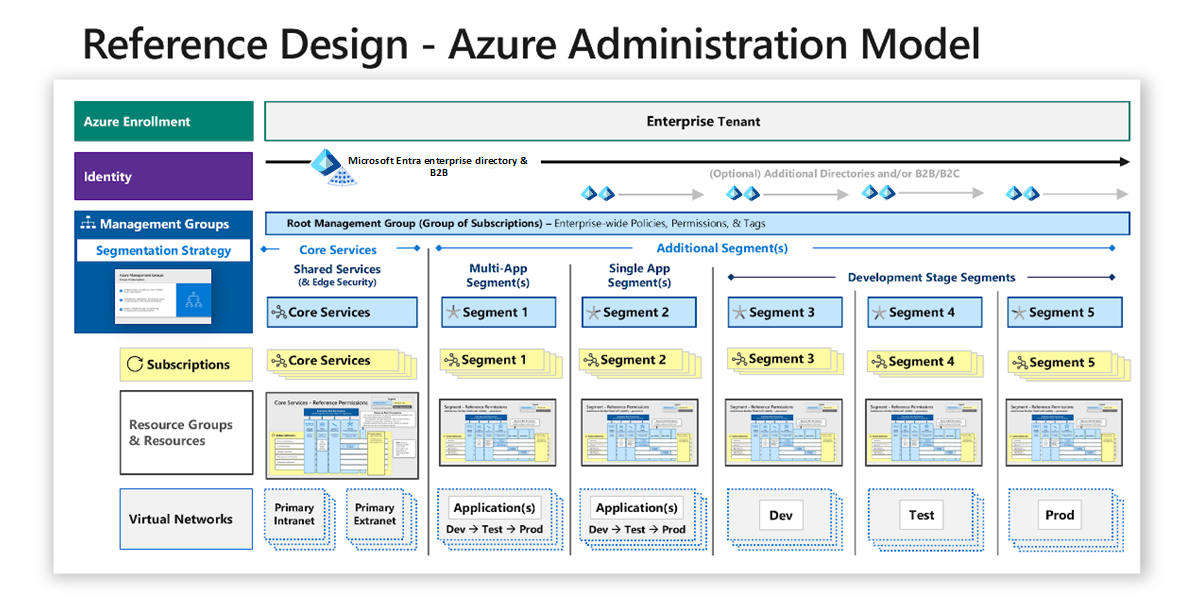 Reference Design - Azure Administration Model
Azure Enrollment
Enterprise Tenant
Identity
Microsoft Entra enterprise directory &
B2B
(Optional) Additional Directories and/or B2B/B2C
Management Groups
Root Management Group (Group of Subscriptions) – Enterprise-wide Policies, Permissions, & Tags
Segmentation Strategy
Core Services
Additional Segment(s)
Shared Services
(& Edge Security)
Multi-App
Segment(s)
Single App
Segment(s)
Development Stage Segments
Azure Management Groups
Core Services
Segment 1
Segment 2
Segment 3
Segment 4
Segment 5
Subscriptions
Core Services
Segment 1
Segment 2
Segment 3
Segment 4
Segment 5
Resource Groups
& Resources
Core Services - Reference Permissions
Segment - Reference Permissions
Segment - Reference Permissions
Segment - Reference Permissions
Segment - Reference Permissions
Segment - Reference Permissions
Virtual Networks
Primary
Intranet
Primary
Extranet
Application(s)
Dev → Test → Prod
Application(s)
Dev → Test → Prod
Dev
Test
Prod